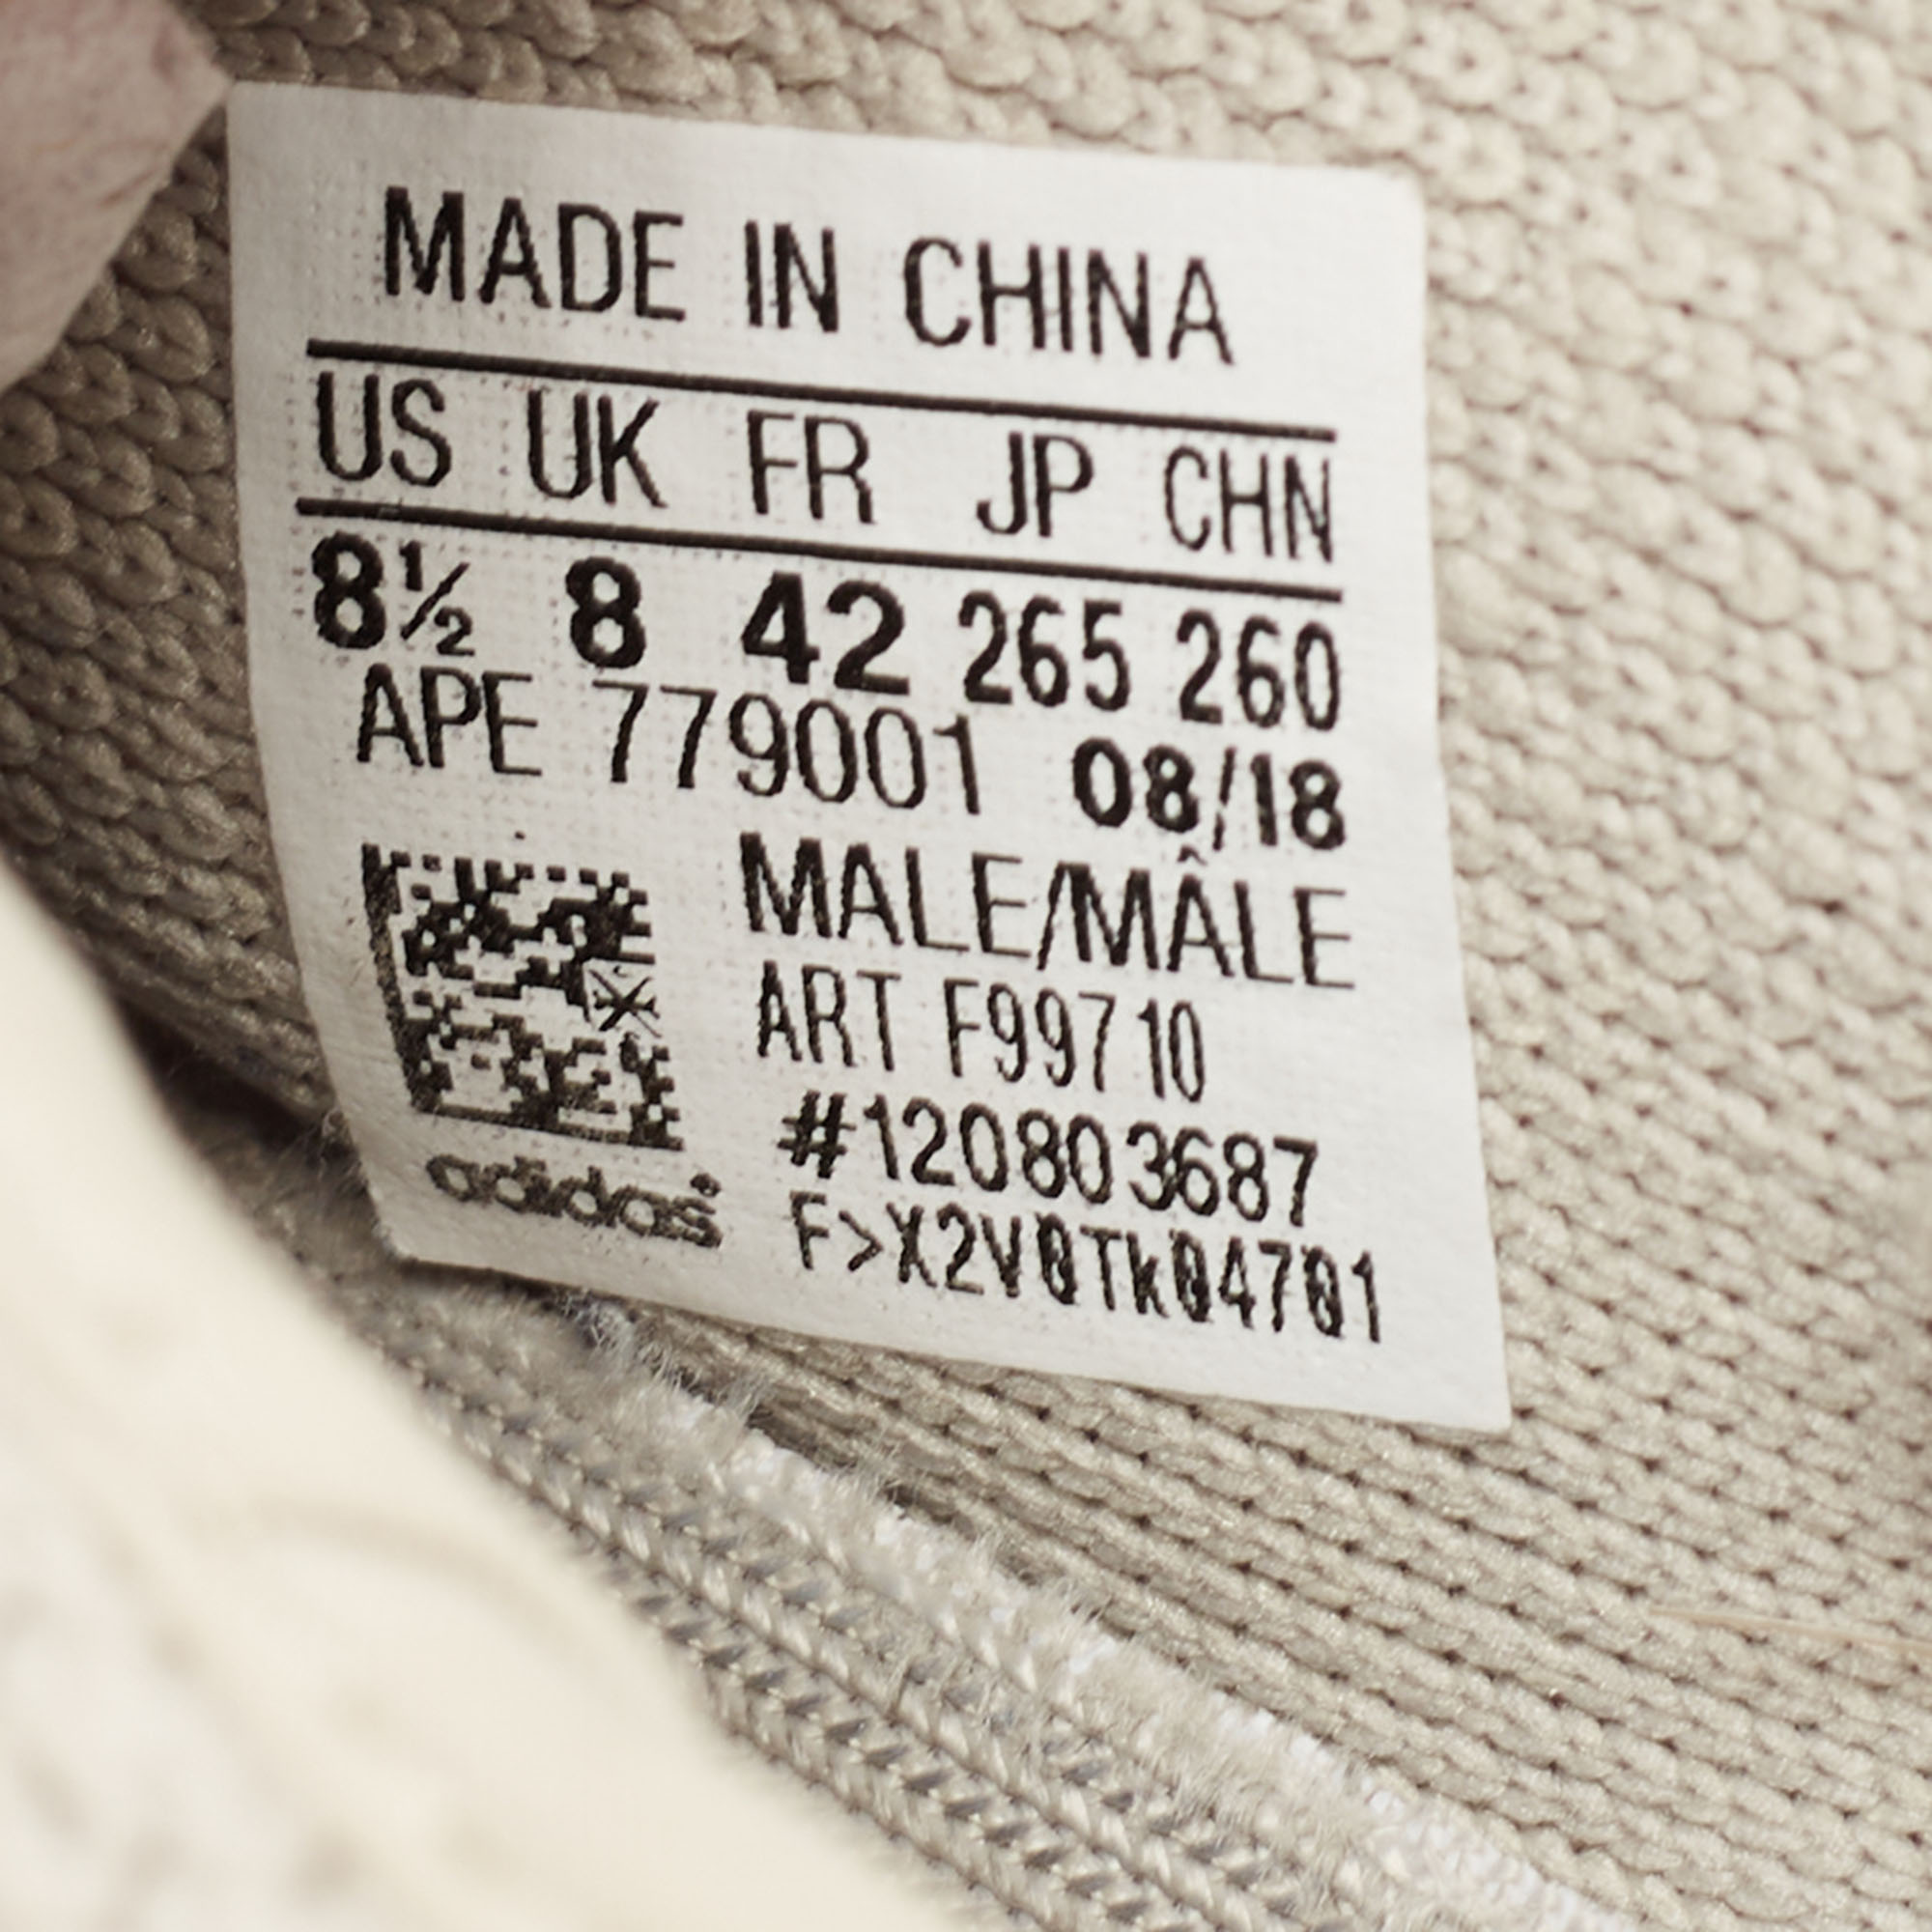 MADE IN CHINA
US UK FR JP CHN
8½ 8 42 265 260
APE 779001 08/18
MALE/MÂLE
ART F99710
#120803687
adidas
F>X2V0Tk04701